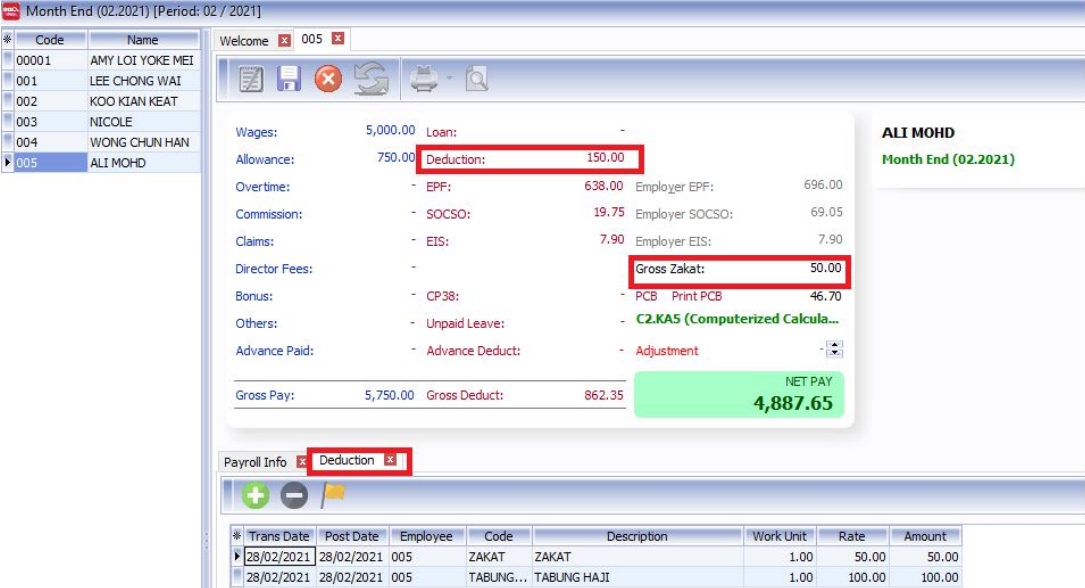 Month End (02.2021) [Period: 02 / 2021]
Code Name
00001 AMY LOI YOKE MEI
001 LEE CHONG WAI
002 KOO KIAN KEAT
003 NICOLE
004 WONG CHUN HAN
005 ALI MOHD
Welcome 005
Wages: 5,000.00 Loan: -
Allowance: 750.00 Deduction: 150.00
Overtime: - EPF: 638.00 Employer EPF: 696.00
Commission: - SOCSO: 19.75 Employer SOCSO: 69.05
Claims: - EIS: 7.90 Employer EIS: 7.90
Director Fees: - Gross Zakat: 50.00
Bonus: - CP38: - PCB Print PCB 46.70
Others: - Unpaid Leave: - C2.KA5 (Computerized Calcula...
Advance Paid: - Advance Deduct: - Adjustment -
Gross Pay: 5,750.00 Gross Deduct: 862.35
NET PAY
4,887.65
ALI MOHD
Month End (02.2021)
Payroll Info Deduction
Trans Date Post Date Employee Code Description Work Unit Rate Amount
28/02/2021 28/02/2021 005 ZAKAT ZAKAT 1.00 50.00 50.00
28/02/2021 28/02/2021 005 TABUNG... TABUNG HAJI 1.00 100.00 100.00